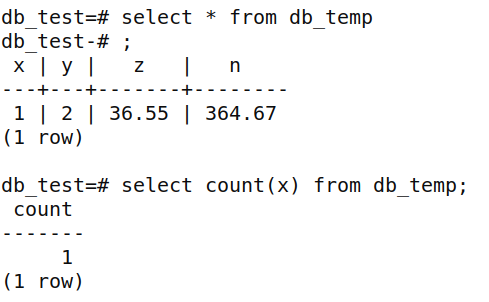 db_test=# select * from db_temp
db_test-# ;
 x | y |   z   |   n
---+---+-------+--------
 1 | 2 | 36.55 | 364.67
(1 row)

db_test=# select count(x) from db_temp;
 count
-------
     1
(1 row)